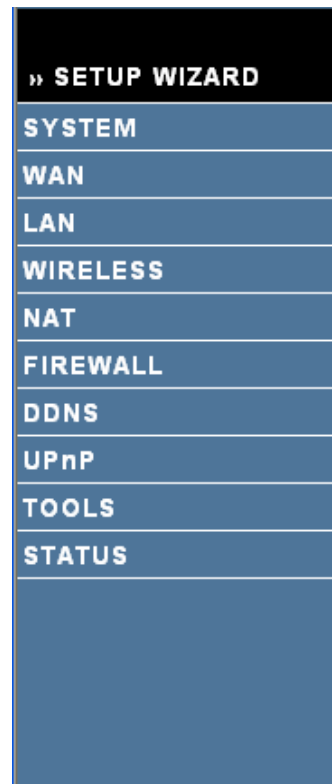 » SETUP WIZARD
SYSTEM
WAN
LAN
WIRELESS
NAT
FIREWALL
DDNS
UPnP
TOOLS
STATUS